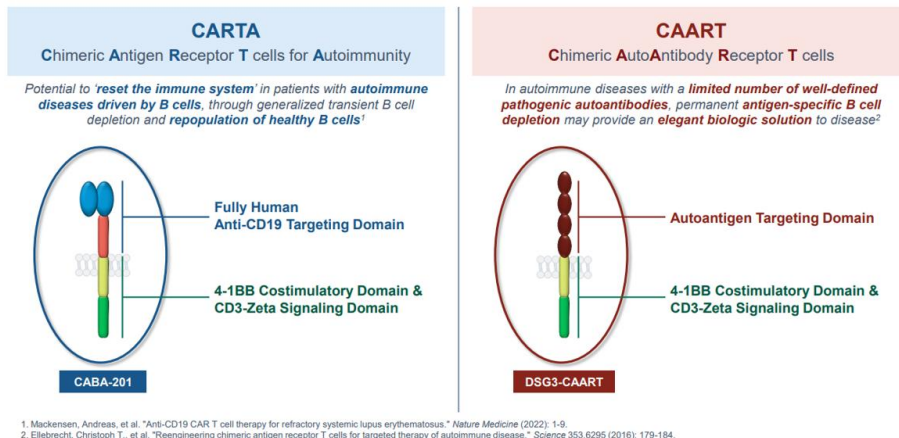 CARTA
Chimeric Antigen Receptor T cells for Autoimmunity
Potential to 'reset the immune system' in patients with autoimmune
diseases driven by B cells, through generalized transient B cell
depletion and repopulation of healthy B cells1
Fully Human
Anti-CD19 Targeting Domain
4-1BB Costimulatory Domain &
CD3-Zeta Signaling Domain
CABA-201
CAART
Chimeric AutoAntibody Receptor T cells
In autoimmune diseases with a limited number of well-defined
pathogenic autoantibodies, permanent antigen-specific B cell
depletion may provide an elegant biologic solution to disease2
Autoantigen Targeting Domain
4-1BB Costimulatory Domain &
CD3-Zeta Signaling Domain
DSG3-CAART
1. Mackensen, Andreas, et al. "Anti-CD19 CAR T cell therapy for refractory systemic lupus erythematosus." Nature Medicine (2022): 1-9.
2. Ellebrecht, Christoph T., et al. "Reengineering chimeric antigen receptor T cells for targeted therapy of autoimmune disease." Science 353.6295 (2016): 179-184.